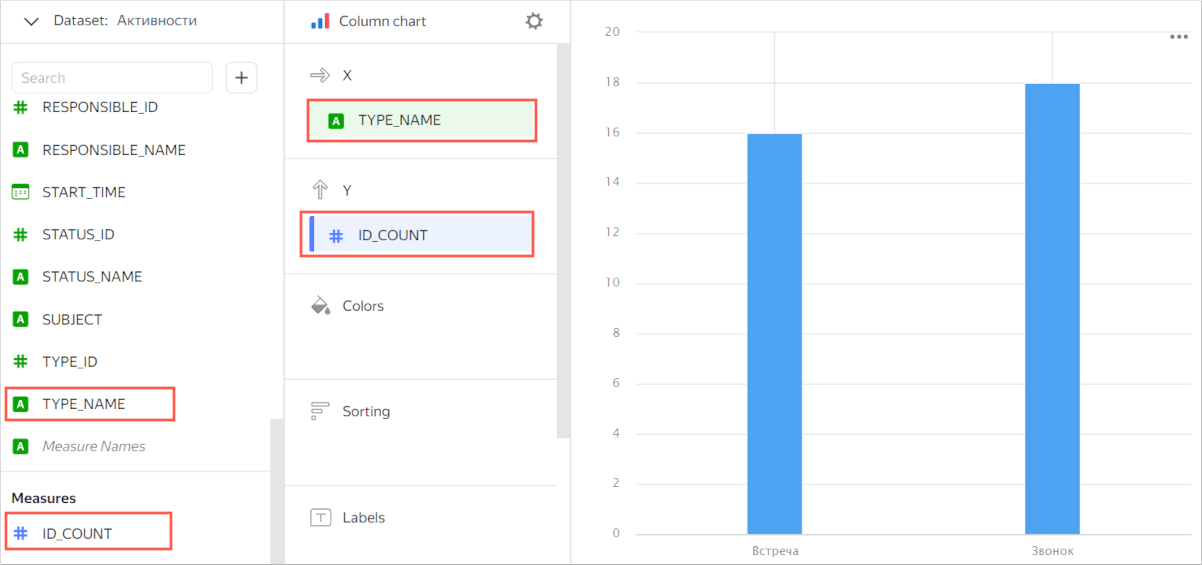 Dataset: Активности
Search
RESPONSIBLE_ID
RESPONSIBLE_NAME
START_TIME
STATUS_ID
STATUS_NAME
SUBJECT
TYPE_ID
TYPE_NAME
Measure Names
Measures
ID_COUNT
Column chart
X
TYPE_NAME
Y
ID_COUNT
Colors
Sorting
Labels
20
18
16
14
12
10
8
6
4
2
0
Встреча
Звонок